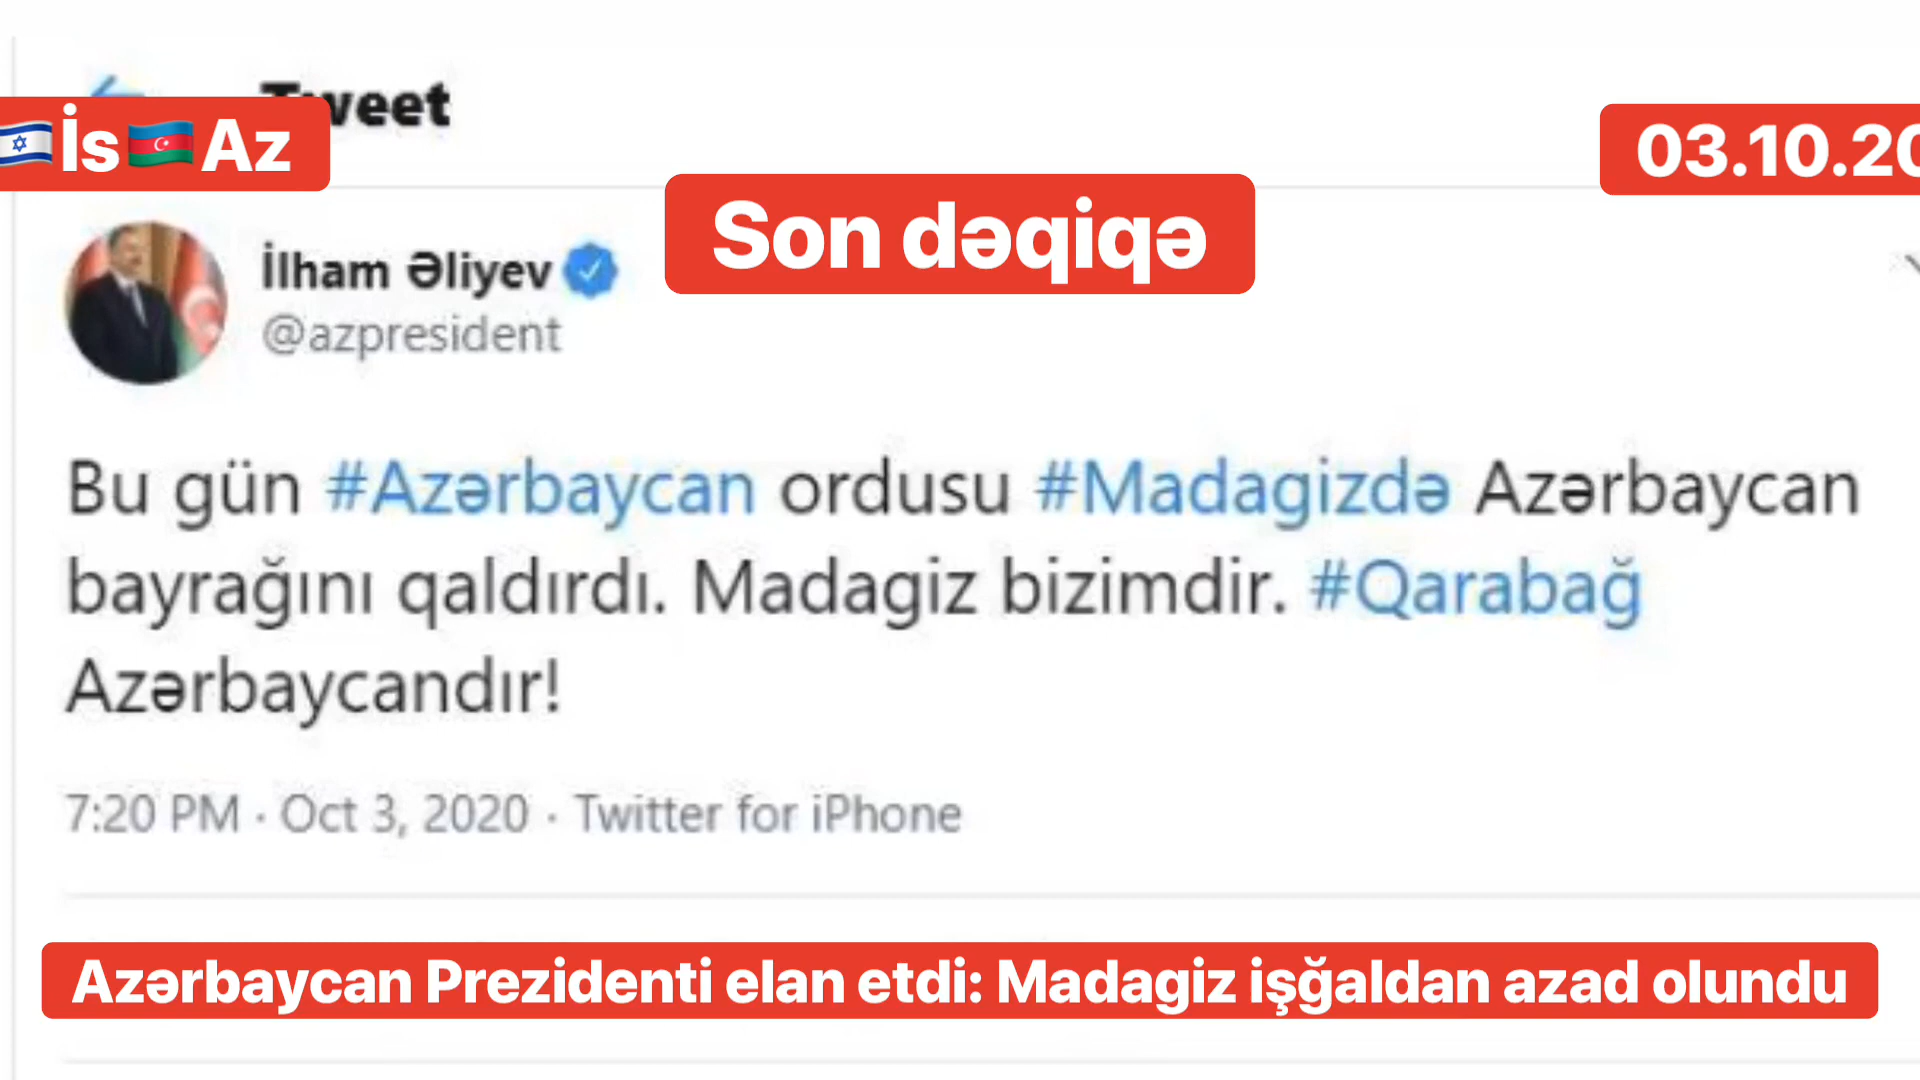 Tweet
İs Az
03.10.20
Son dəqiqə
İlham Əliyev
@azpresident
Bu gün #Azərbaycan ordusu #Madagizdə Azərbaycan
bayrağını qaldırdı. Madagiz bizimdir. #Qarabağ
Azərbaycandır!
7:20 PM · Oct 3, 2020 · Twitter for iPhone
Azərbaycan Prezidenti elan etdi: Madagiz işğaldan azad olundu